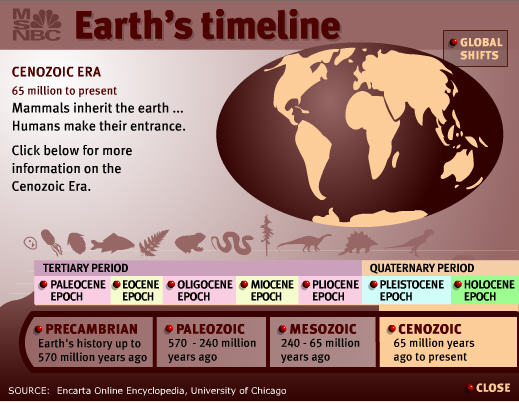 MSNBC
Earth's timeline
GLOBAL
SHIFTS
CENOZOIC ERA
65 million to present
Mammals inherit the earth ...
Humans make their entrance.
Click below for more
information on the
Cenozoic Era.
TERTIARY PERIOD
QUATERNARY PERIOD
PALEOCENE
EPOCH
EOCENE
EPOCH
OLIGOCENE
EPOCH
MIOCENE
EPOCH
PLIOCENE
EPOCH
PLEISTOCENE
EPOCH
HOLOCENE
EPOCH
PRECAMBRIAN
Earth's history up to
570 million years ago
PALEOZOIC
570 - 240 million
years ago
MESOZOIC
240 - 65 million
years ago
CENOZOIC
65 million years
ago to present
SOURCE: Encarta Online Encyclopedia, University of Chicago
CLOSE